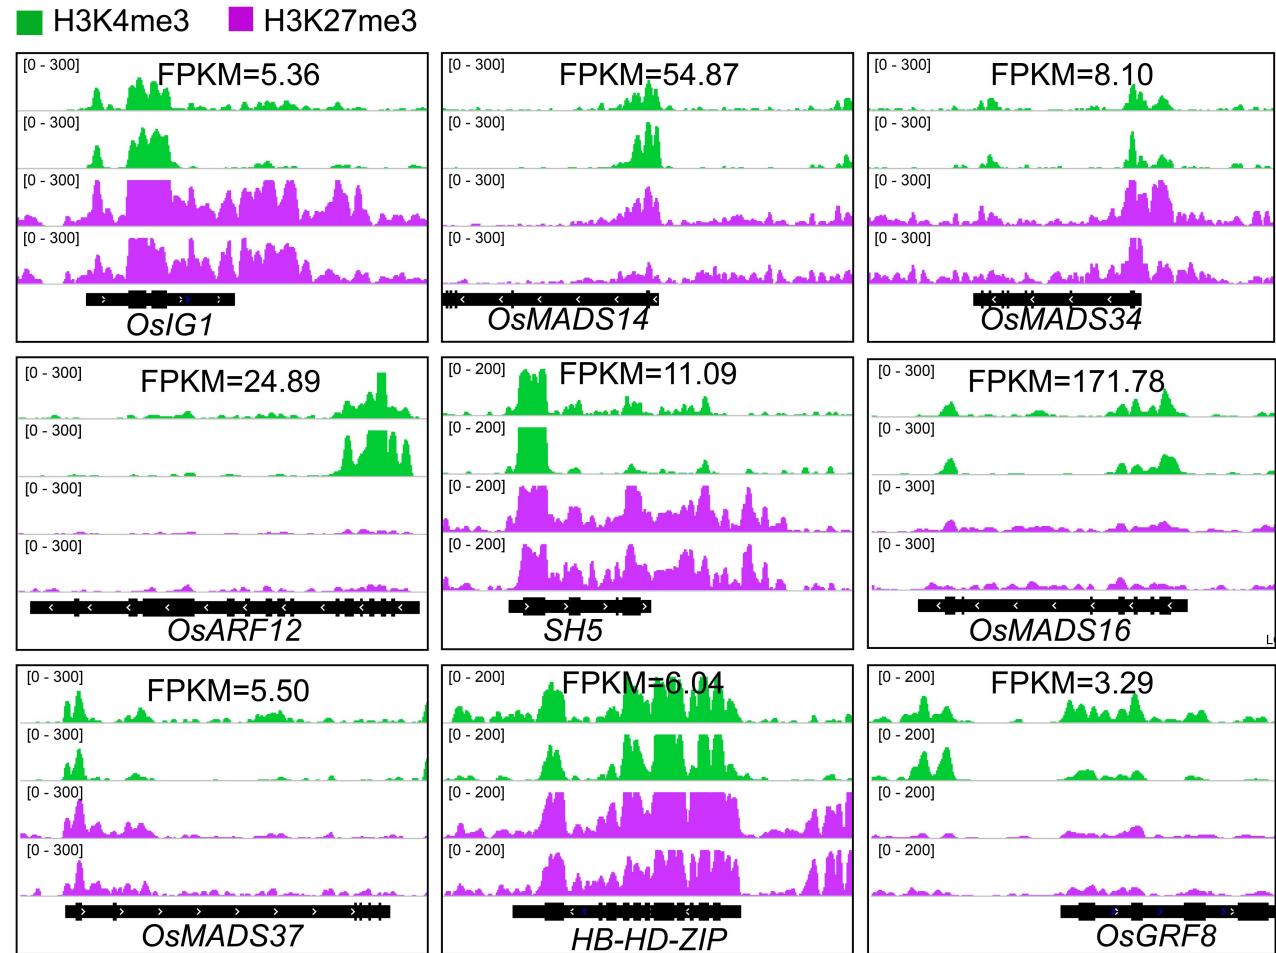 H3K4me3 H3K27me3
[0 - 300] FPKM=5.36
[0 - 300]
[0 - 300]
[0 - 300]
OsIG1
[0 - 300] FPKM=54.87
[0 - 300]
[0 - 300]
[0 - 300]
OsMADS14
[0 - 300] FPKM=8.10
[0 - 300]
[0 - 300]
[0 - 300]
OsMADS34
[0 - 300] FPKM=24.89
[0 - 300]
[0 - 300]
[0 - 300]
OsARF12
[0 - 200] FPKM=11.09
[0 - 200]
[0 - 200]
[0 - 200]
SH5
[0 - 300] FPKM=171.78
[0 - 300]
[0 - 300]
[0 - 300]
OsMADS16
[0 - 300] FPKM=5.50
[0 - 300]
[0 - 300]
[0 - 300]
OsMADS37
[0 - 200] FPKM=6.04
[0 - 200]
[0 - 200]
[0 - 200]
HB-HD-ZIP
[0 - 200] FPKM=3.29
[0 - 200]
[0 - 200]
[0 - 200]
OsGRF8